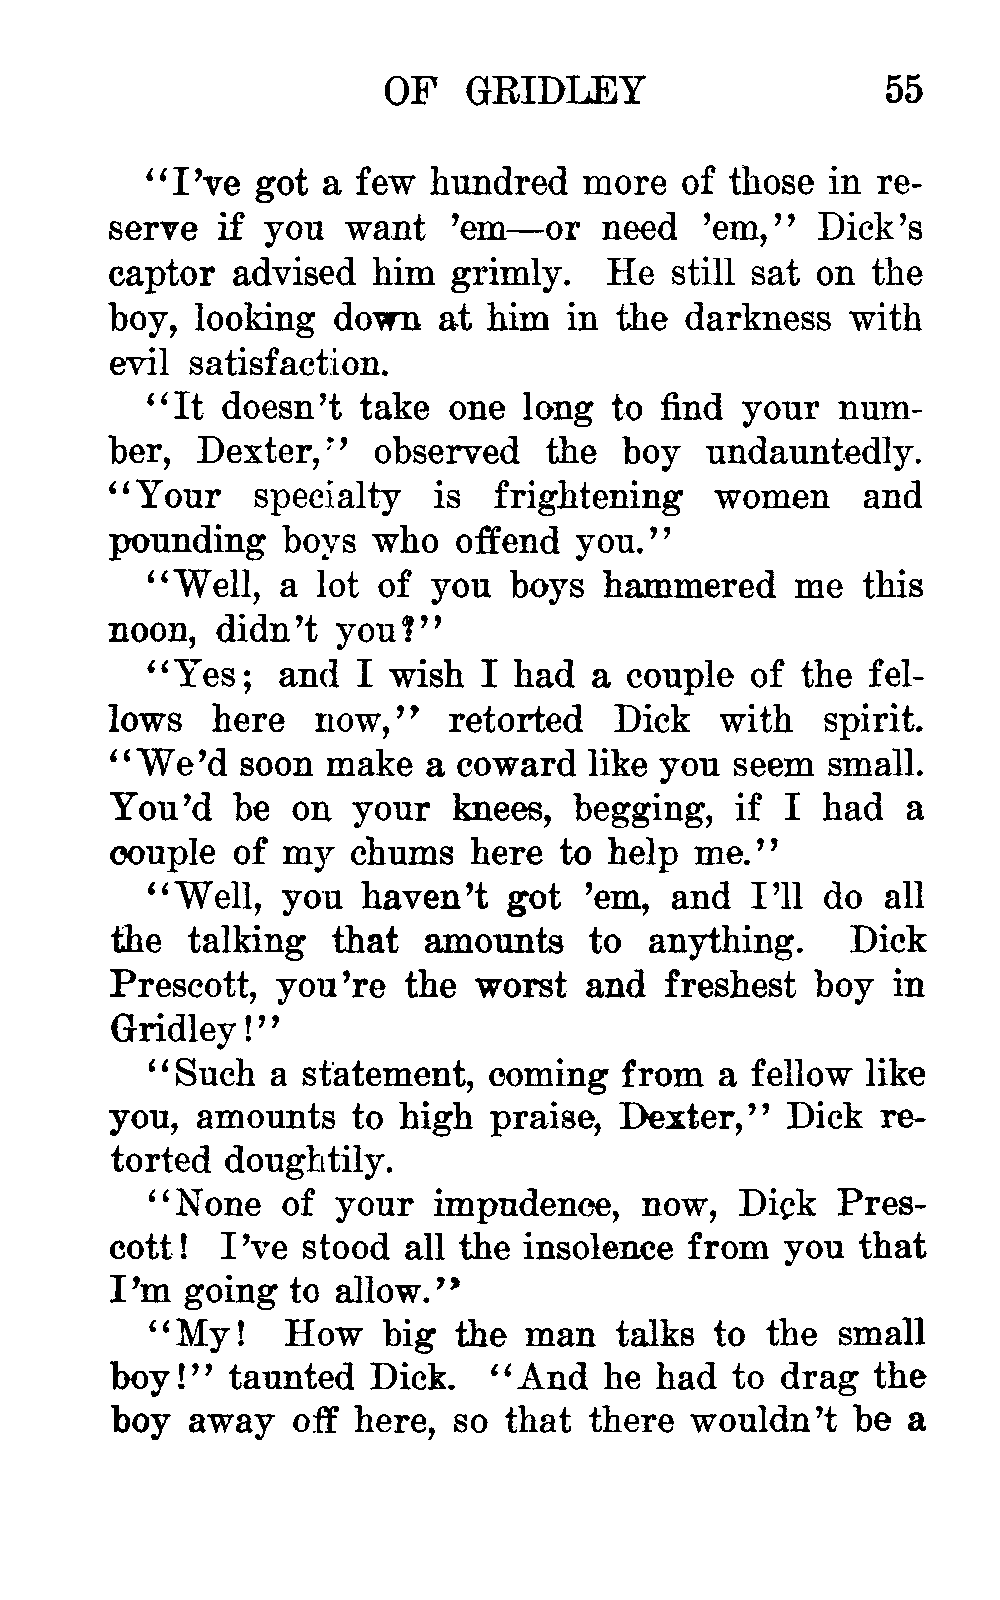 OF GRIDLEY 55
"I've got a few hundred more of those in re-
serve if you want 'em—or need 'em," Dick's
captor advised him grimly. He still sat on the
boy, looking down at him in the darkness with
evil satisfaction.
"It doesn't take one long to find your num-
ber, Dexter," observed the boy undauntedly.
"Your specialty is frightening women and
pounding boys who offend you."
"Well, a lot of you boys hammered me this
noon, didn't you?"
"Yes; and I wish I had a couple of the fel-
lows here now," retorted Dick with spirit.
"We'd soon make a coward like you seem small.
You'd be on your knees, begging, if I had a
couple of my chums here to help me."
"Well, you haven't got 'em, and I'll do all
the talking that amounts to anything. Dick
Prescott, you're the worst and freshest boy in
Gridley!"
"Such a statement, coming from a fellow like
you, amounts to high praise, Dexter," Dick re-
torted doughtily.
"None of your impudence, now, Dick Pres-
cott! I've stood all the insolence from you that
I'm going to allow."
"My! How big the man talks to the small
boy!" taunted Dick. "And he had to drag the
boy away off here, so that there wouldn't be a